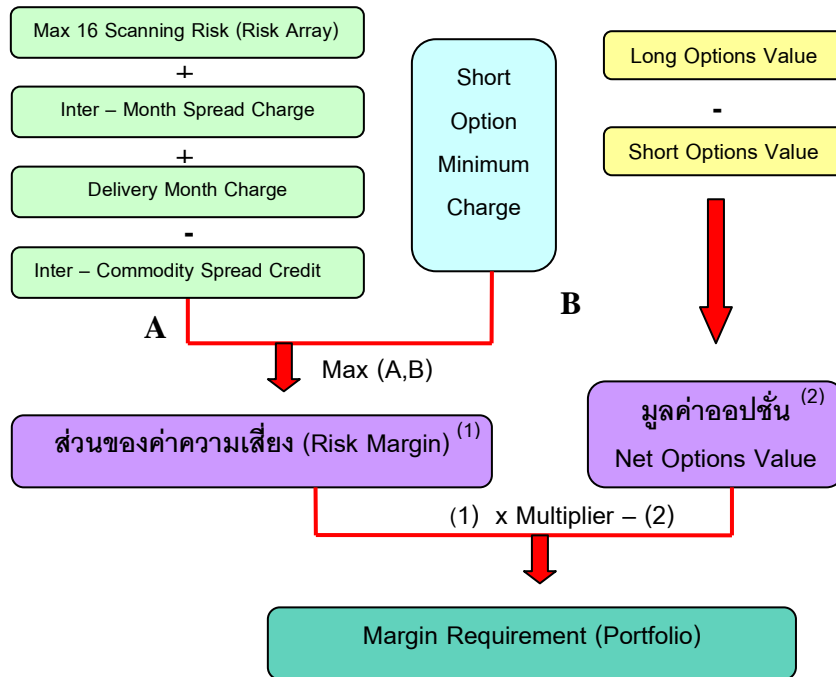 Max 16 Scanning Risk (Risk Array)
+
Inter – Month Spread Charge
+
Delivery Month Charge
-
Inter – Commodity Spread Credit
A
Short
Option
Minimum
Charge
B
Long Options Value
-
Short Options Value
Max (A,B)
ส่วนของค่าความเสี่ยง (Risk Margin) (1)
มูลค่าออปชั่น (2)
Net Options Value
(1) x Multiplier – (2)
Margin Requirement (Portfolio)